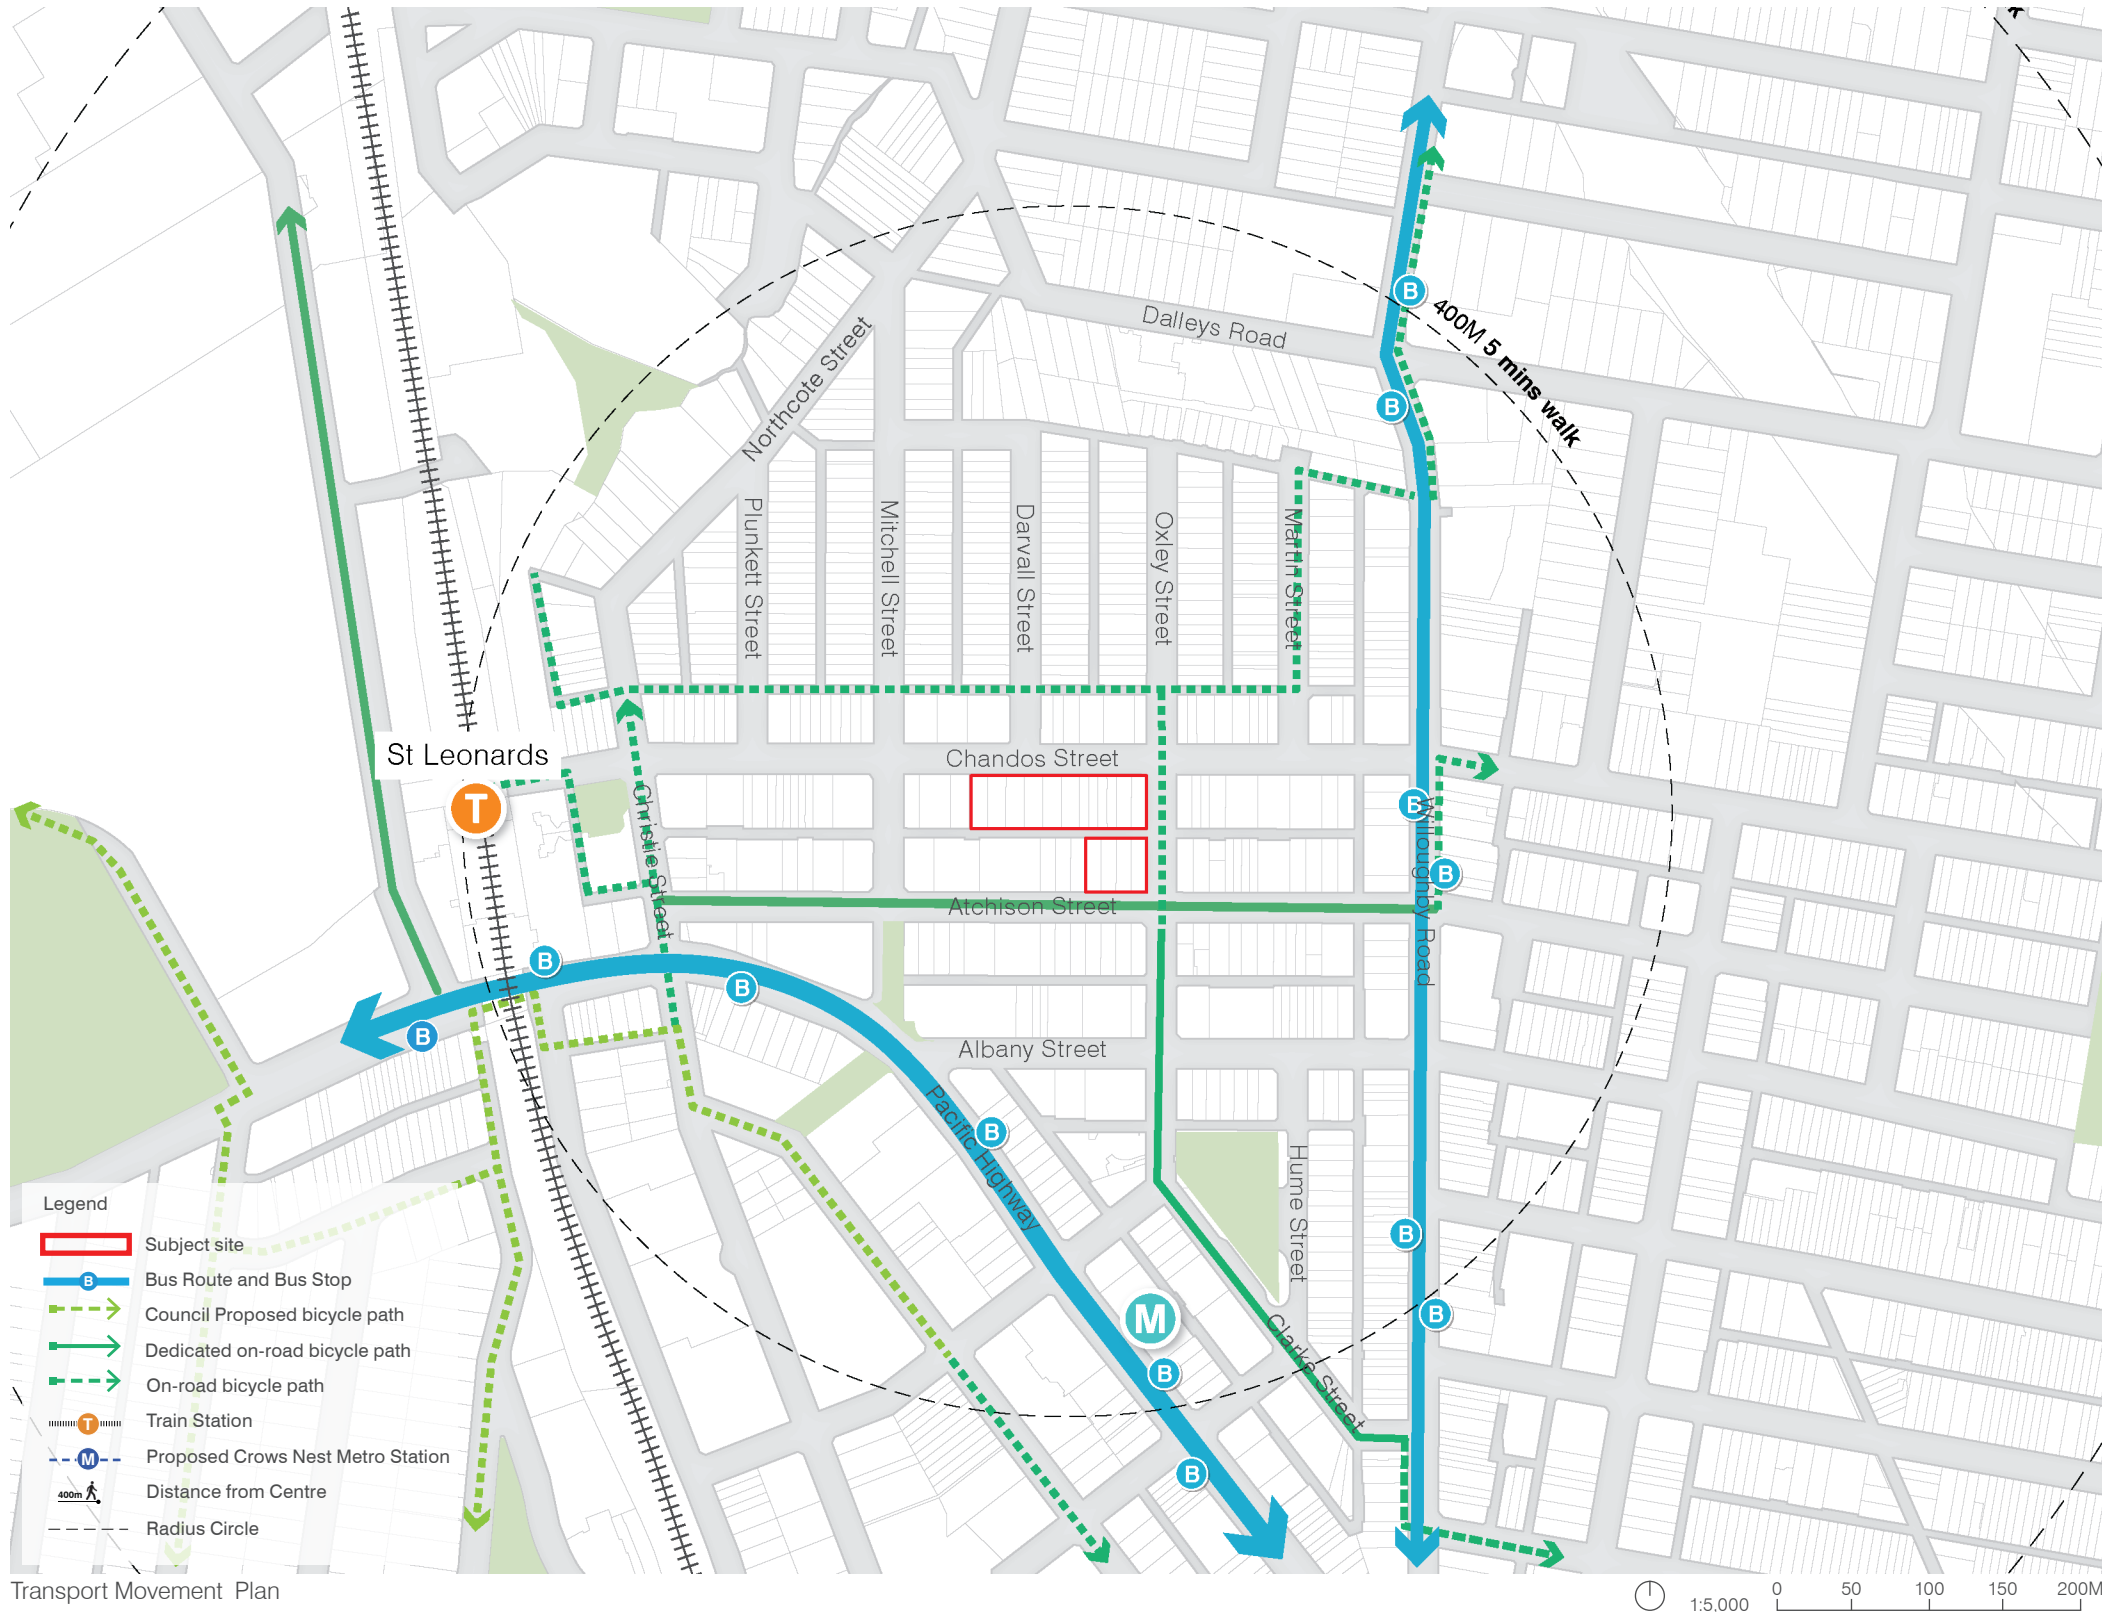 400M 5 mins walk
Dalleys Road
Northcote Street
Plunkett Street
Mitchell Street
Darvall Street
Oxley Street
Martin Street
St Leonards
T
Chandos Street
Christie Street
Atchison Street
Willoughby Road
Albany Street
Pacific Highway
Hume Street
Clarke Street
M
B
B
B
B
B
B
B
B
B
B
B
B
B
Legend
Subject site
B Bus Route and Bus Stop
Council Proposed bicycle path
Dedicated on-road bicycle path
On-road bicycle path
T Train Station
M Proposed Crows Nest Metro Station
400m Distance from Centre
Radius Circle
Transport Movement Plan
1:5,000
0 50 100 150 200M